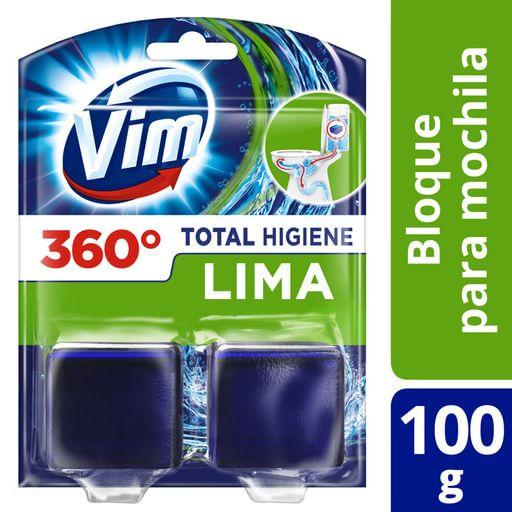 Vim
360°
TOTAL HIGIENE
LIMA
Bloque
para mochila
100
g